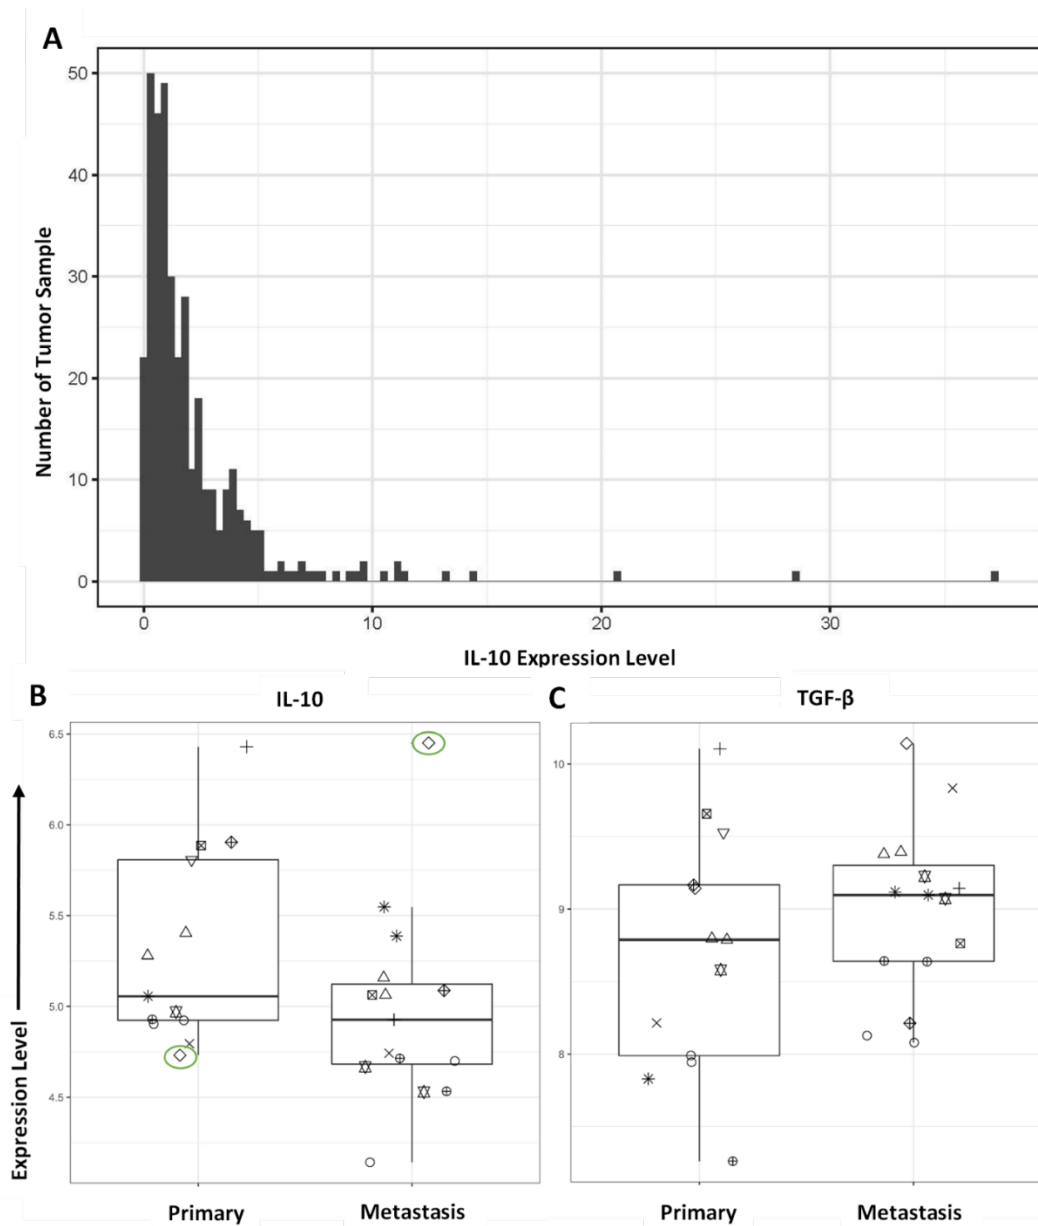 A
Number of Tumor Sample
50
40
30
20
10
0
0 10 20 30
IL-10 Expression Level
B IL-10
Expression Level
6.5
6.0
5.5
5.0
4.5
Primary Metastasis
C TGF-β
10
9
8
Primary Metastasis